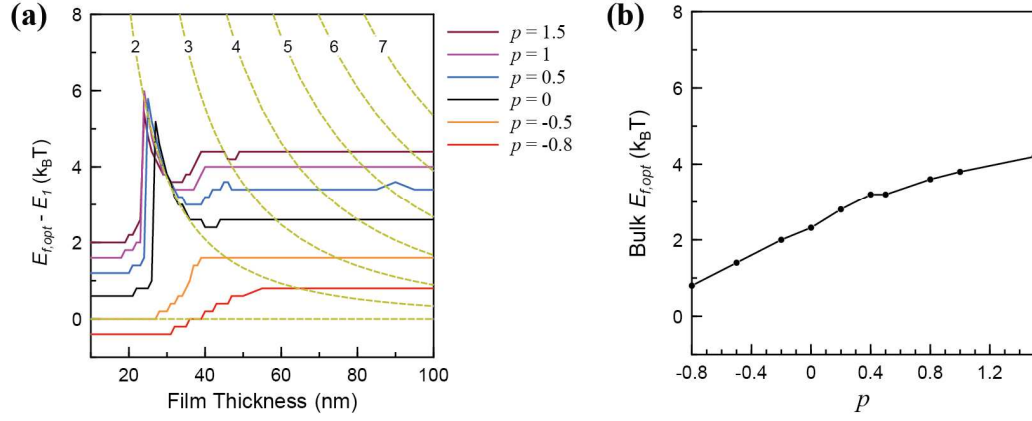 (a)
8
6
4
2
0
E_{f,opt} - E_1 (k_BT)
2 3 4 5 6 7
20 40 60 80 100
Film Thickness (nm)
p = 1.5
p = 1
p = 0.5
p = 0
p = -0.5
p = -0.8
(b)
8
6
4
2
0
Bulk E_{f,opt} (k_BT)
-0.8 -0.4 0 0.4 0.8 1.2
p